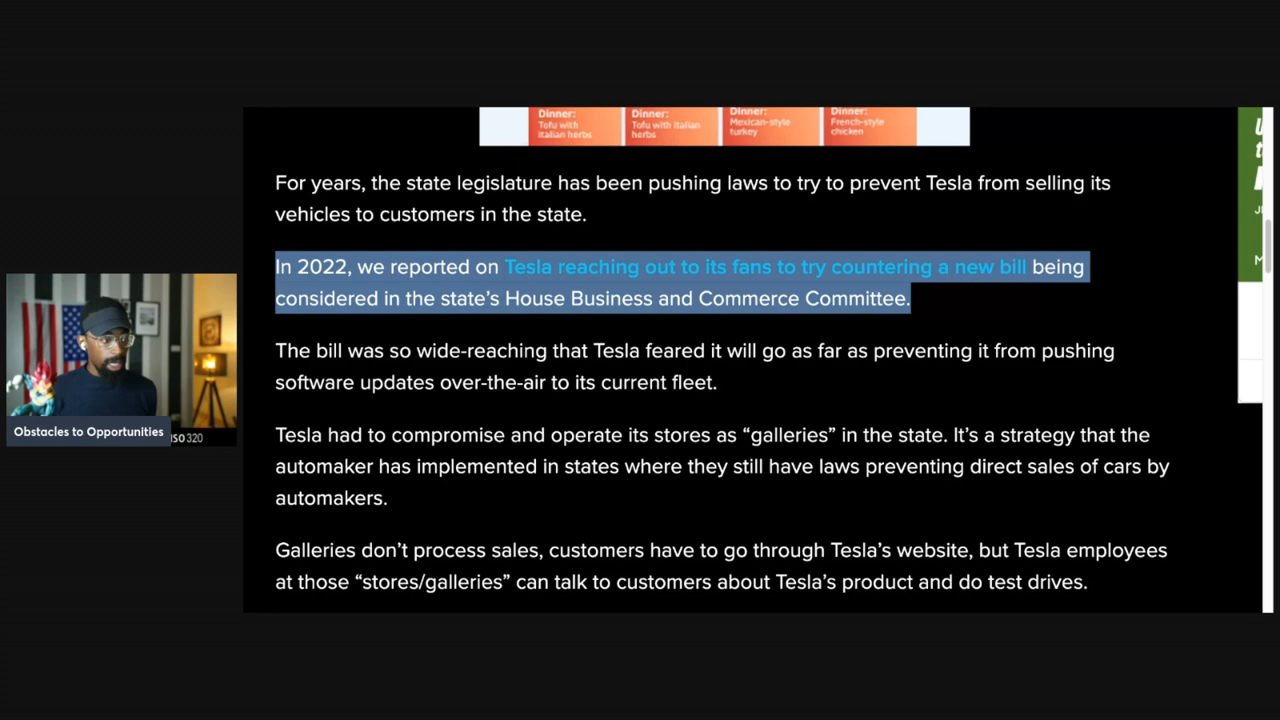 Dinner:
Tofu with
Italian herbs
Dinner:
Tofu with Italian
herbs
Dinner:
Mexican-style
turkey
Dinner:
French-style
chicken
For years, the state legislature has been pushing laws to try to prevent Tesla from selling its
vehicles to customers in the state.
In 2022, we reported on Tesla reaching out to its fans to try countering a new bill being
considered in the state’s House Business and Commerce Committee.
The bill was so wide-reaching that Tesla feared it will go as far as preventing it from pushing
software updates over-the-air to its current fleet.
Tesla had to compromise and operate its stores as “galleries” in the state. It’s a strategy that the
automaker has implemented in states where they still have laws preventing direct sales of cars by
automakers.
Galleries don’t process sales, customers have to go through Tesla’s website, but Tesla employees
at those “stores/galleries” can talk to customers about Tesla’s product and do test drives.
Obstacles to Opportunities
ISO 320